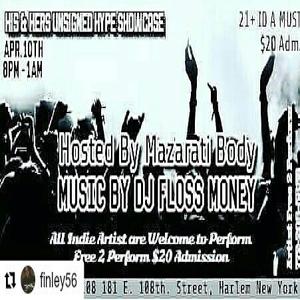 HIS & HERS UNSIGNED HYPE SHOWCASE
APR.10TH
8PM -1AM
21+ ID A MUST
$20 Adm.
Hosted By Mazarati Body
MUSIC BY DJ FLOSS MONEY
All Indie Artist are Welcome to Perform
Free 2 Perform $20 Admission
finley56
08 181 E. 108th. Street, Harlem New York